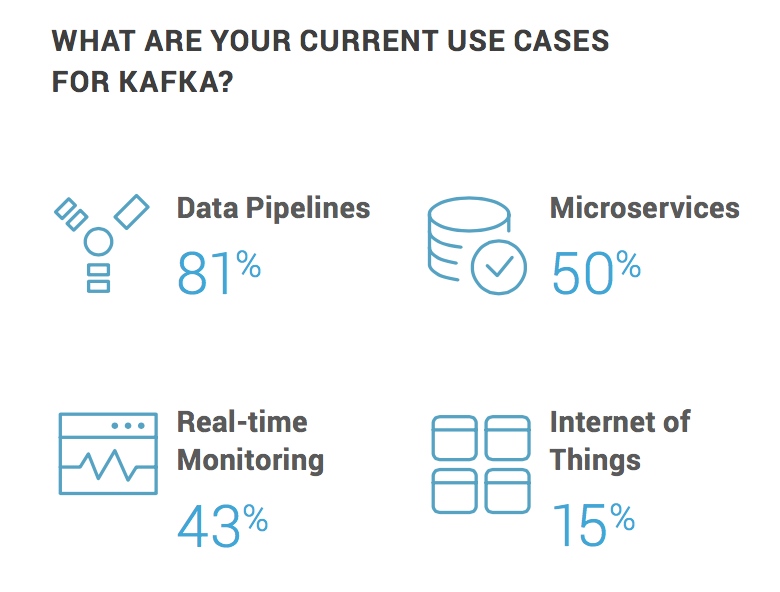 WHAT ARE YOUR CURRENT USE CASES
FOR KAFKA?
Data Pipelines
81%
Microservices
50%
Real-time
Monitoring
43%
Internet of
Things
15%